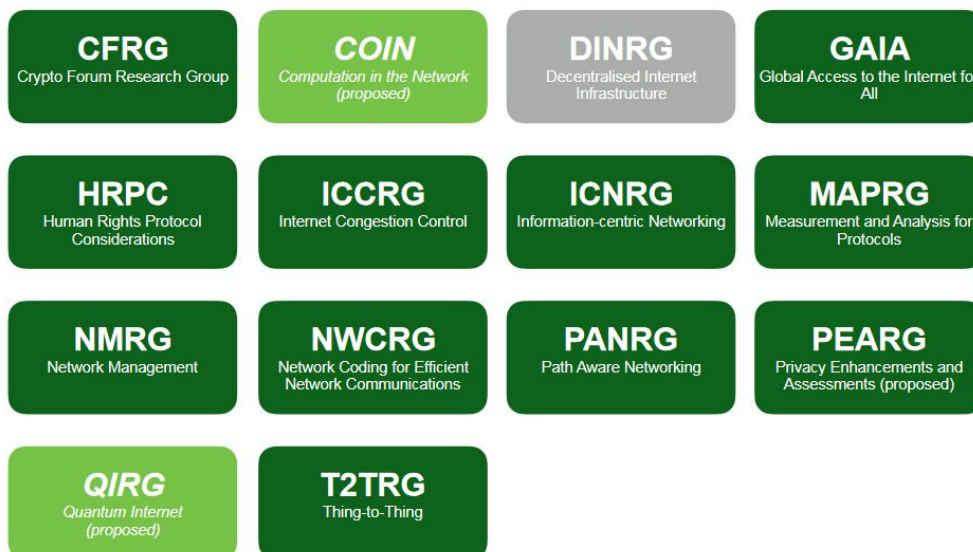 CFRG
Crypto Forum Research Group
COIN
Computation in the Network
(proposed)
DINRG
Decentralised Internet
Infrastructure
GAIA
Global Access to the Internet fo
All
HRPC
Human Rights Protocol
Considerations
ICCRG
Internet Congestion Control
ICNRG
Information-centric Networking
MAPRG
Measurement and Analysis for
Protocols
NMRG
Network Management
NWCRG
Network Coding for Efficient
Network Communications
PANRG
Path Aware Networking
PEARG
Privacy Enhancements and
Assessments (proposed)
QIRG
Quantum Internet
(proposed)
T2TRG
Thing-to-Thing